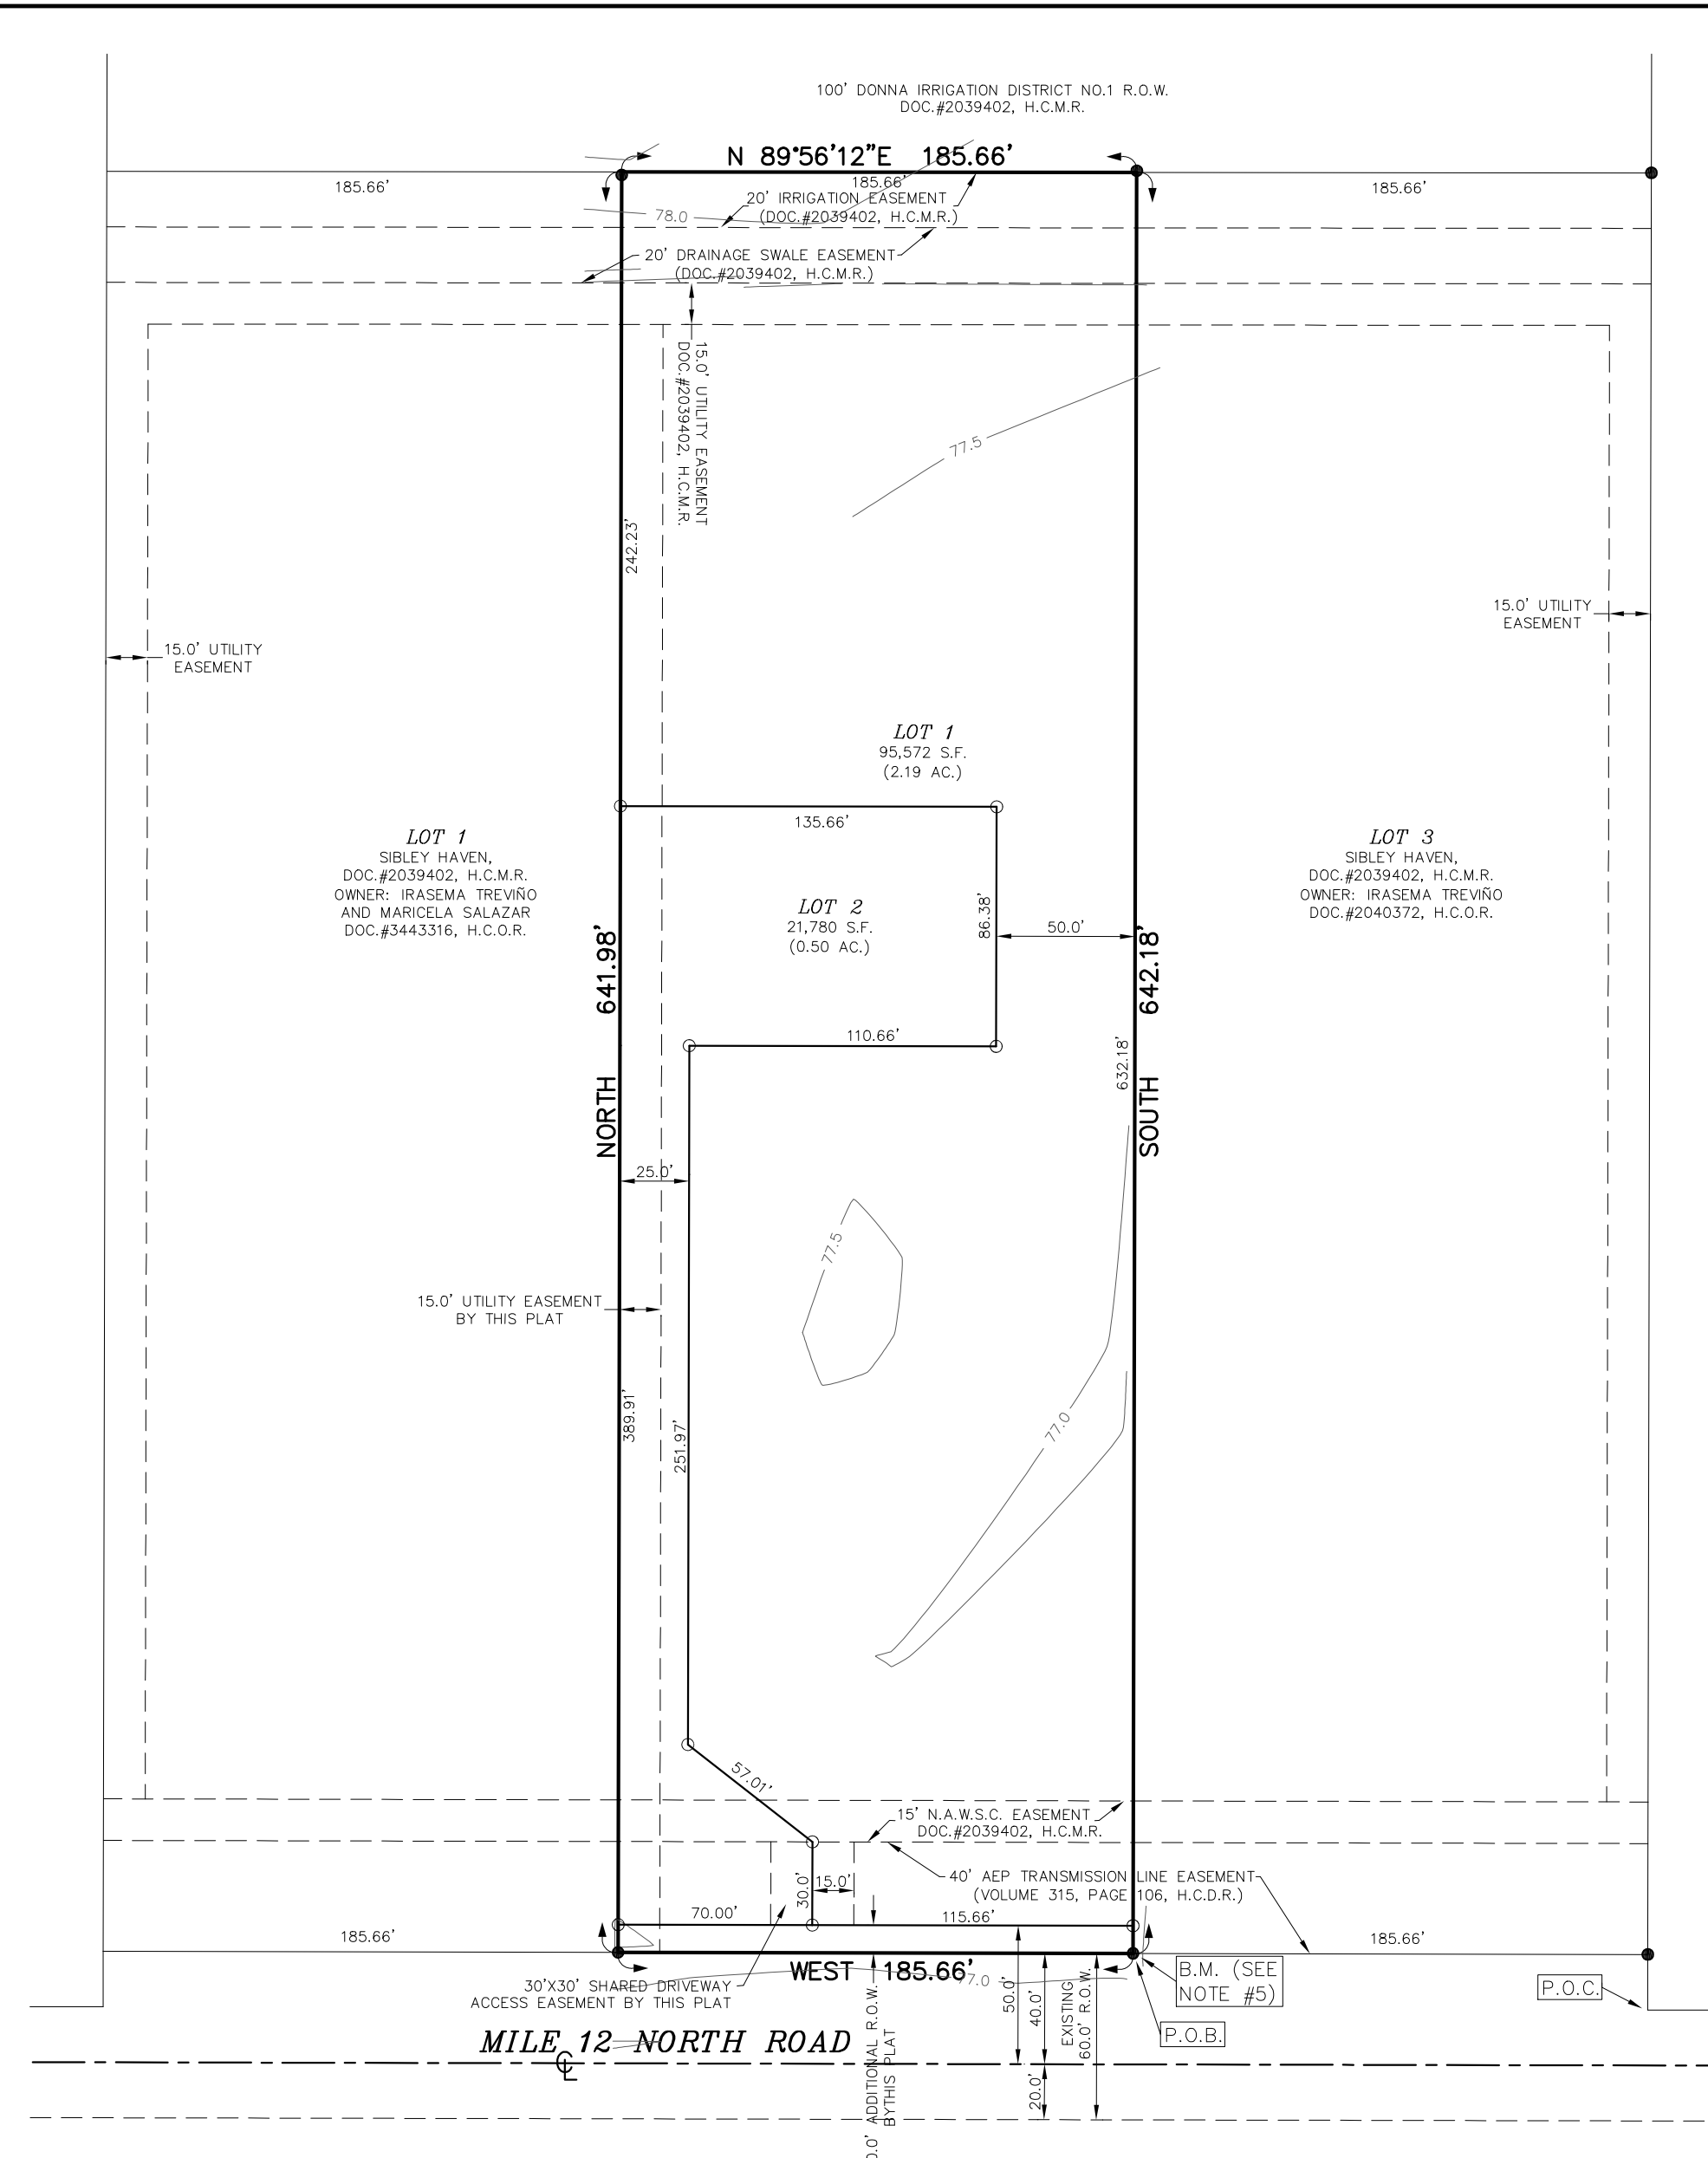 100' DONNA IRRIGATION DISTRICT NO.1 R.O.W.
DOC.#2039402, H.C.M.R.
N 89°56'12"E 185.66'
185.66'
185.66'
185.66'
20' IRRIGATION EASEMENT
(DOC.#2039402, H.C.M.R.)
78.0
20' DRAINAGE SWALE EASEMENT
(DOC.#2039402, H.C.M.R.)
15.0' UTILITY EASEMENT
DOC.#2039402, H.C.M.R.
77.5
242.23'
15.0' UTILITY
EASEMENT
15.0' UTILITY
EASEMENT
LOT 1
95,572 S.F.
(2.19 AC.)
135.66'
LOT 1
SIBLEY HAVEN,
DOC.#2039402, H.C.M.R.
OWNER: IRASEMA TREVIÑO
AND MARICELA SALAZAR
DOC.#3443316, H.C.O.R.
LOT 2
21,780 S.F.
(0.50 AC.)
86.38'
50.0'
LOT 3
SIBLEY HAVEN,
DOC.#2039402, H.C.M.R.
OWNER: IRASEMA TREVIÑO
DOC.#2040372, H.C.O.R.
NORTH 641.98'
SOUTH 642.18'
110.66'
632.18'
25.0'
77.5
15.0' UTILITY EASEMENT
BY THIS PLAT
389.91'
251.97'
77.0
57.01'
15' N.A.W.S.C. EASEMENT
DOC.#2039402, H.C.M.R.
40' AEP TRANSMISSION LINE EASEMENT
(VOLUME 315, PAGE 106, H.C.D.R.)
30.0'
15.0'
70.00'
115.66'
185.66'
185.66'
WEST 185.66'
77.0
30'X30' SHARED DRIVEWAY
ACCESS EASEMENT BY THIS PLAT
B.M. (SEE
NOTE #5)
P.O.C.
P.O.B.
50.0'
40.0'
EXISTING
60.0' R.O.W.
MILE 12 NORTH ROAD
CL
20.0'
ADDITIONAL R.O.W.
BYTHIS PLAT